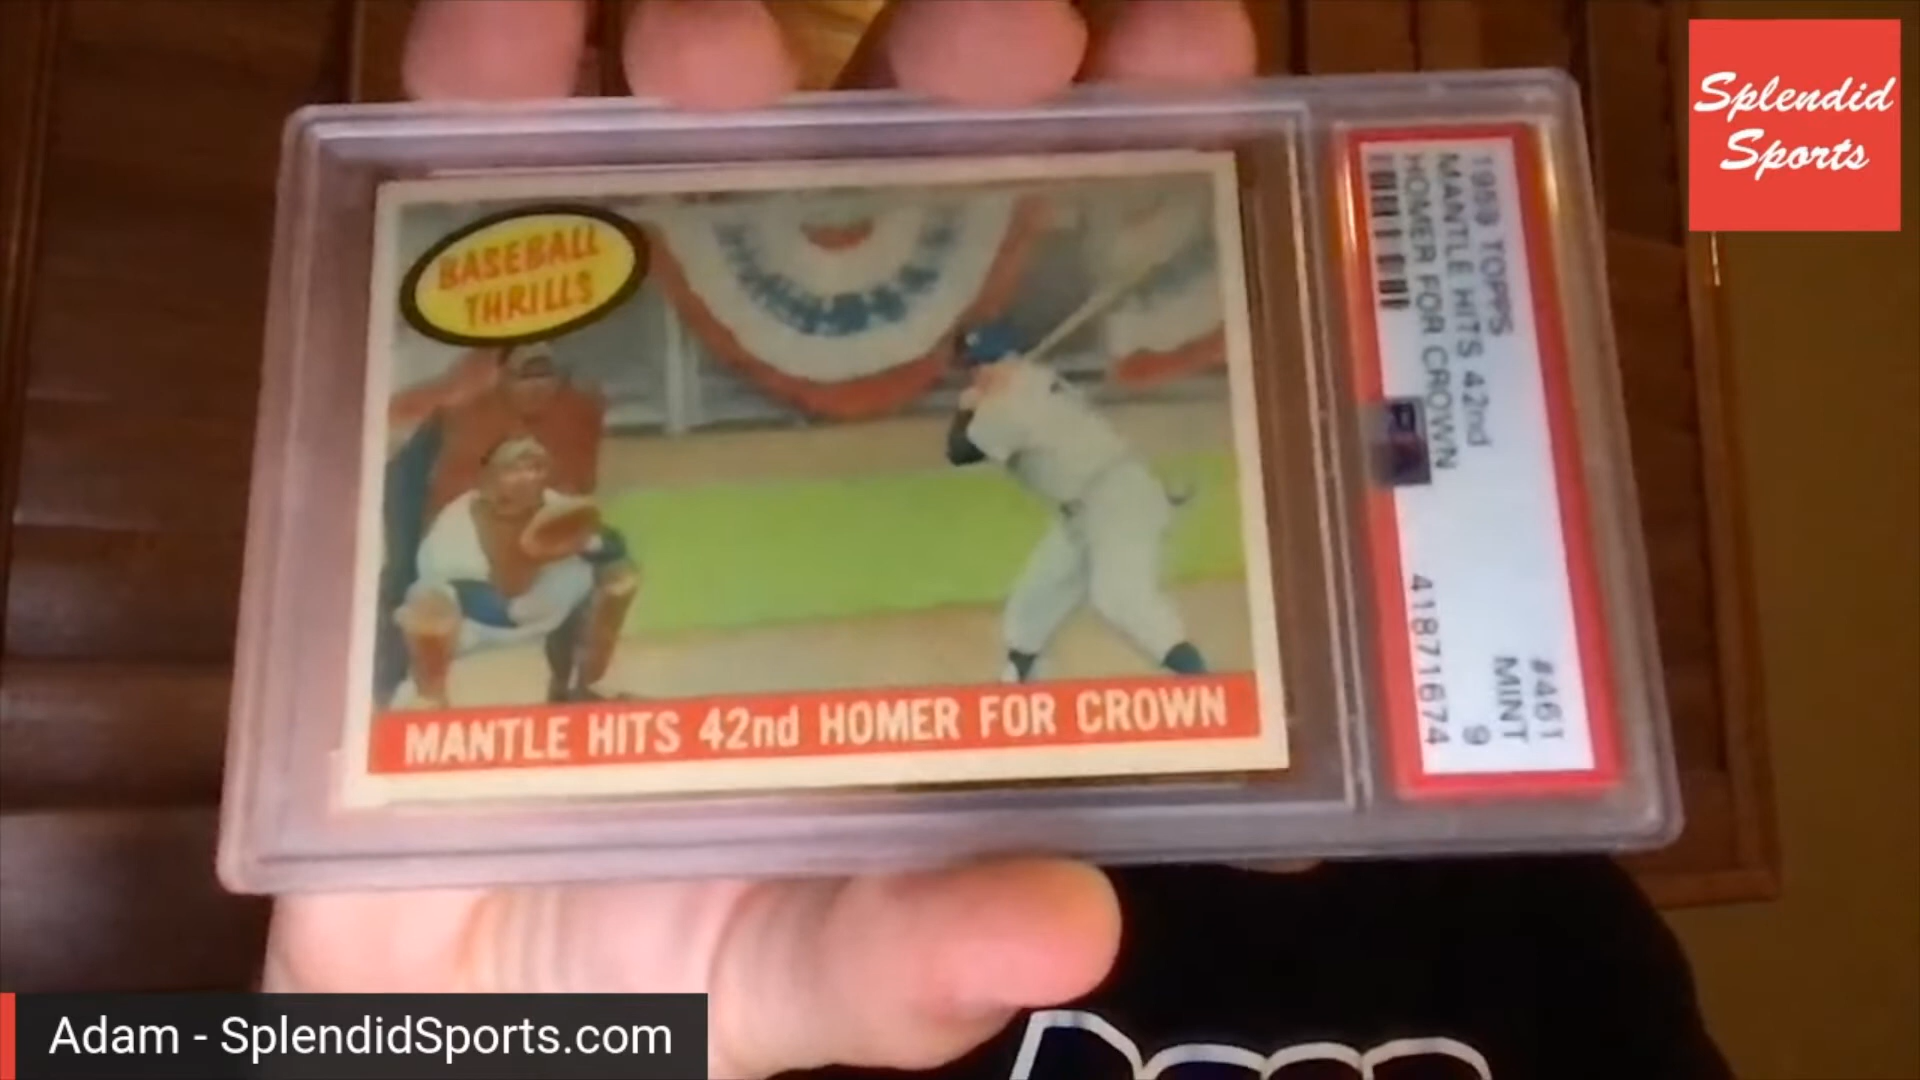 Splendid
Sports
BASEBALL
THRILLS
MANTLE HITS 42nd HOMER FOR CROWN
1959 TOPPS
MANTLE HITS 42nd
HOMER FOR CROWN
#461
MINT
9
41871674
PSA
Adam - SplendidSports.com